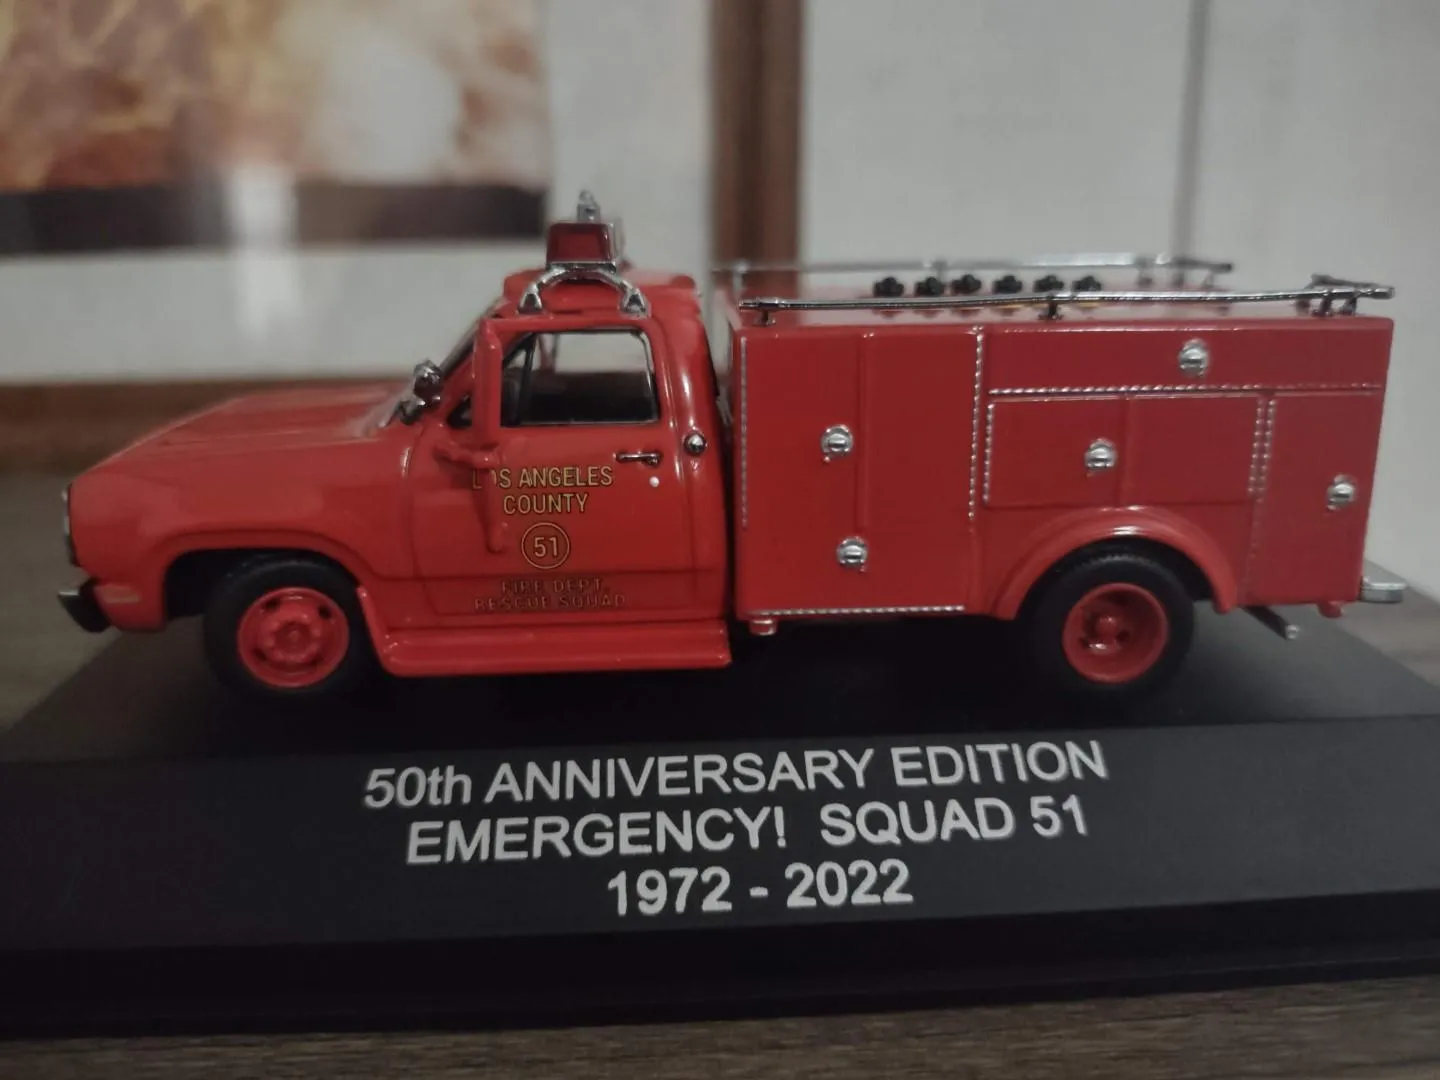 LOS ANGELES
COUNTY
51
FIRE DEPT.
RESCUE SQUAD
50th ANNIVERSARY EDITION
EMERGENCY! SQUAD 51
1972 - 2022